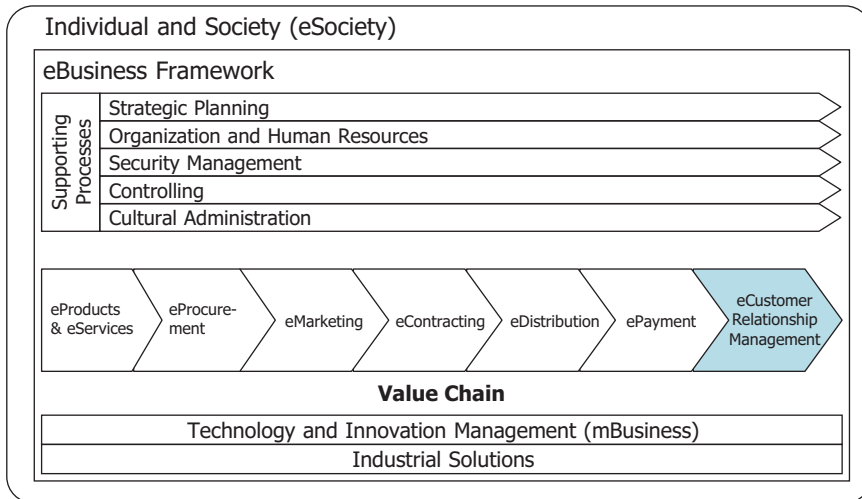 Individual and Society (eSociety)
eBusiness Framework
Supporting
Processes
Strategic Planning
Organization and Human Resources
Security Management
Controlling
Cultural Administration
eProducts
& eServices
eProcure-
ment
eMarketing
eContracting
eDistribution
ePayment
eCustomer
Relationship
Management
Value Chain
Technology and Innovation Management (mBusiness)
Industrial Solutions